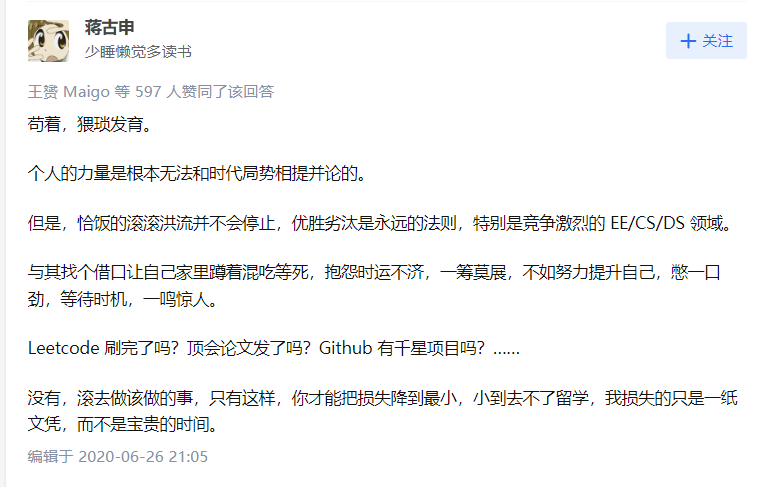 蒋古申
少睡懒觉多读书
关注
王赟 Maigo 等 597 人赞同了该回答
苟着，猥琐发育。
个人的力量是根本无法和时代局势相提并论的。
但是，恰饭的滚滚洪流并不会停止，优胜劣汰是永远的法则，特别是竞争激烈的 EE/CS/DS 领域。
与其找个借口让自己家里蹲着混吃等死，抱怨时运不济，一筹莫展，不如努力提升自己，憋一口
劲，等待时机，一鸣惊人。
Leetcode 刷完了吗？顶会论文发了吗？Github 有千星项目吗？……
没有，滚去做该做的事，只有这样，你才能把损失降到最小，小到去不了留学，我损失的只是一纸
文凭，而不是宝贵的时间。
编辑于 2020-06-26 21:05